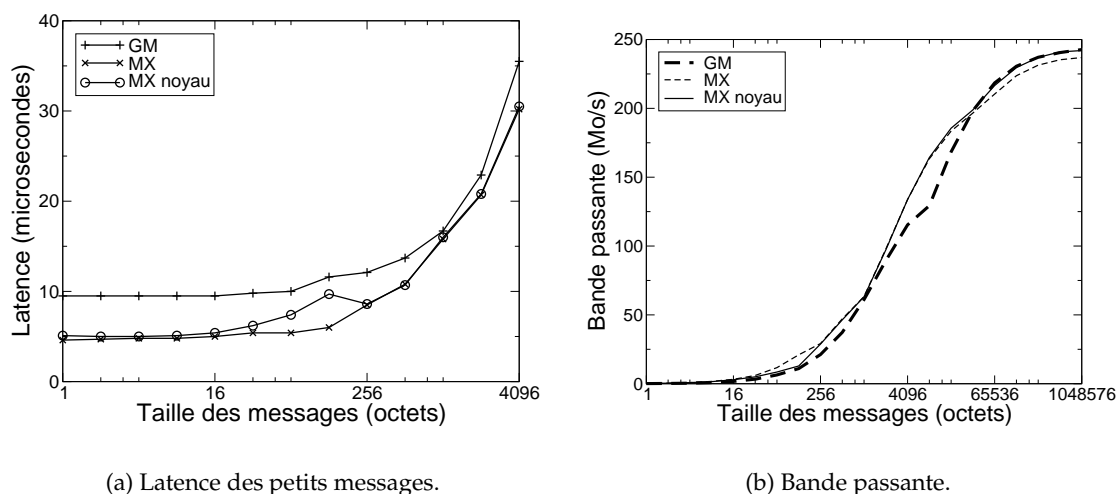 40
30
20
10
0
Latence (microsecondes)
GM
MX
MX noyau
1
16
256
4096
Taille des messages (octets)
(a) Latence des petits messages.
250
200
150
100
50
0
Bande passante (Mo/s)
GM
MX
MX noyau
1
16
256
4096
65536
1048576
Taille des messages (octets)
(b) Bande passante.